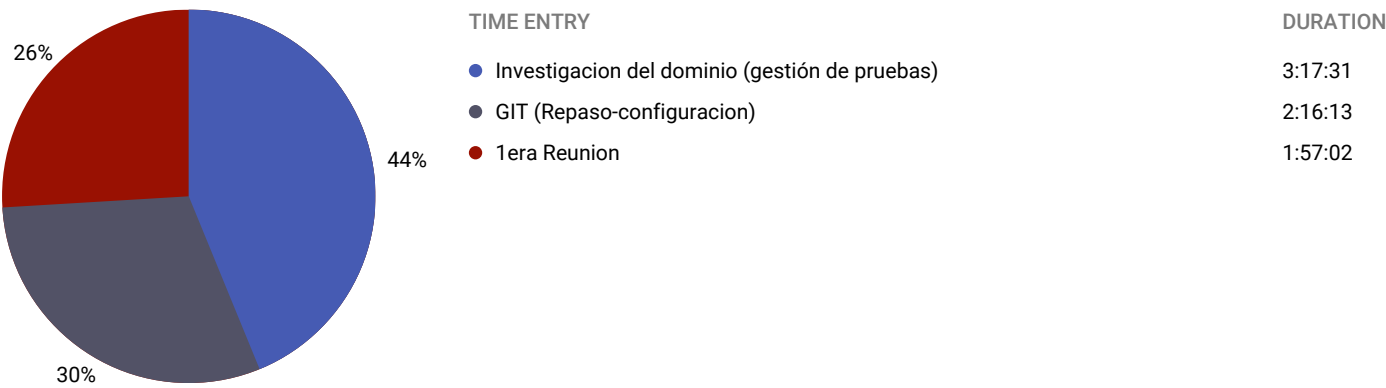 TIME ENTRY DURATION
26%
Investigacion del dominio (gestión de pruebas) 3:17:31
GIT (Repaso-configuracion) 2:16:13
1era Reunion 1:57:02
44%
30%